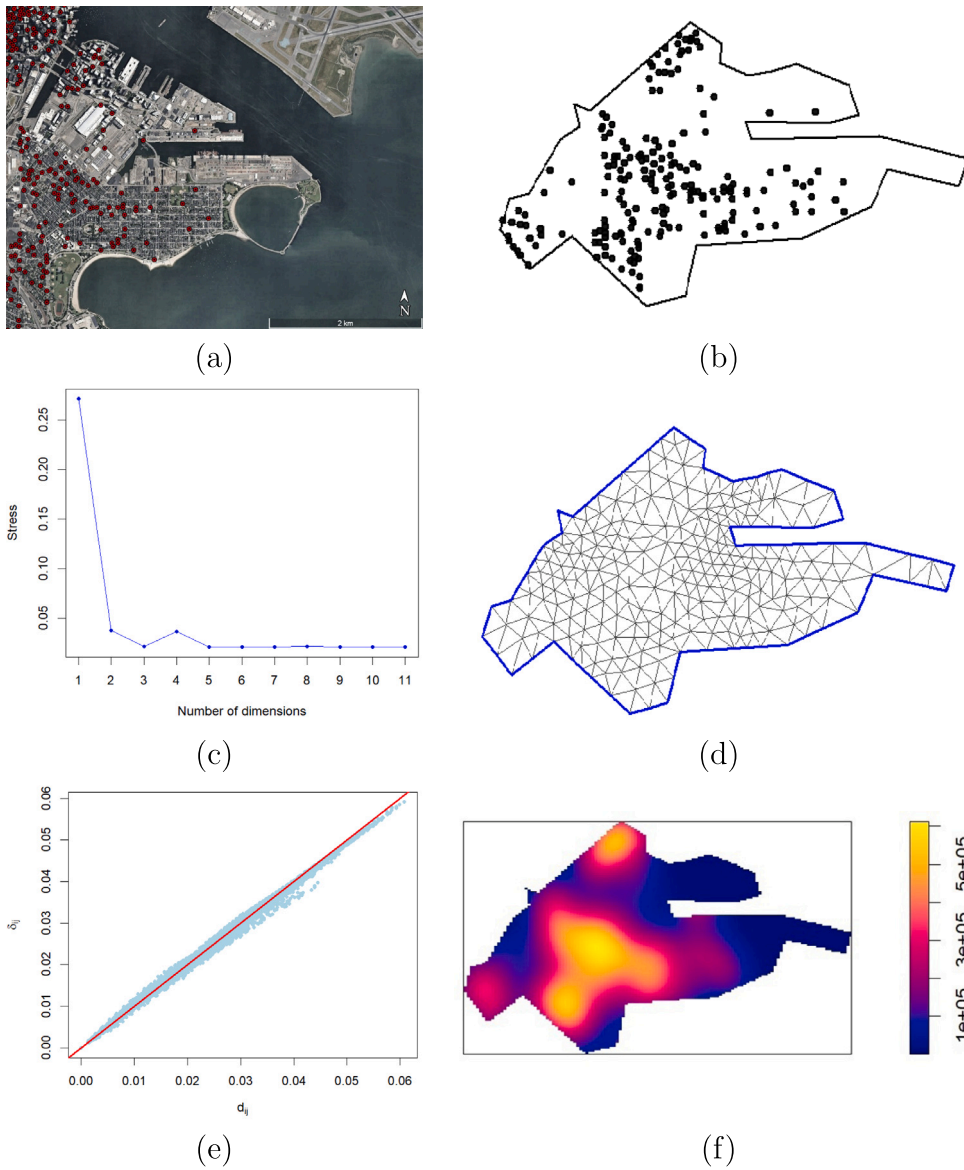 N
2 km
(a)
(b)
0.25
0.20
0.15
0.10
0.05
Stress
1 2 3 4 5 6 7 8 9 10 11
Number of dimensions
(c)
(d)
0.06
0.05
0.04
0.03
0.02
0.01
0.00
δij
0.00 0.01 0.02 0.03 0.04 0.05 0.06
dij
(e)
5e+05
3e+05
1e+05
(f)